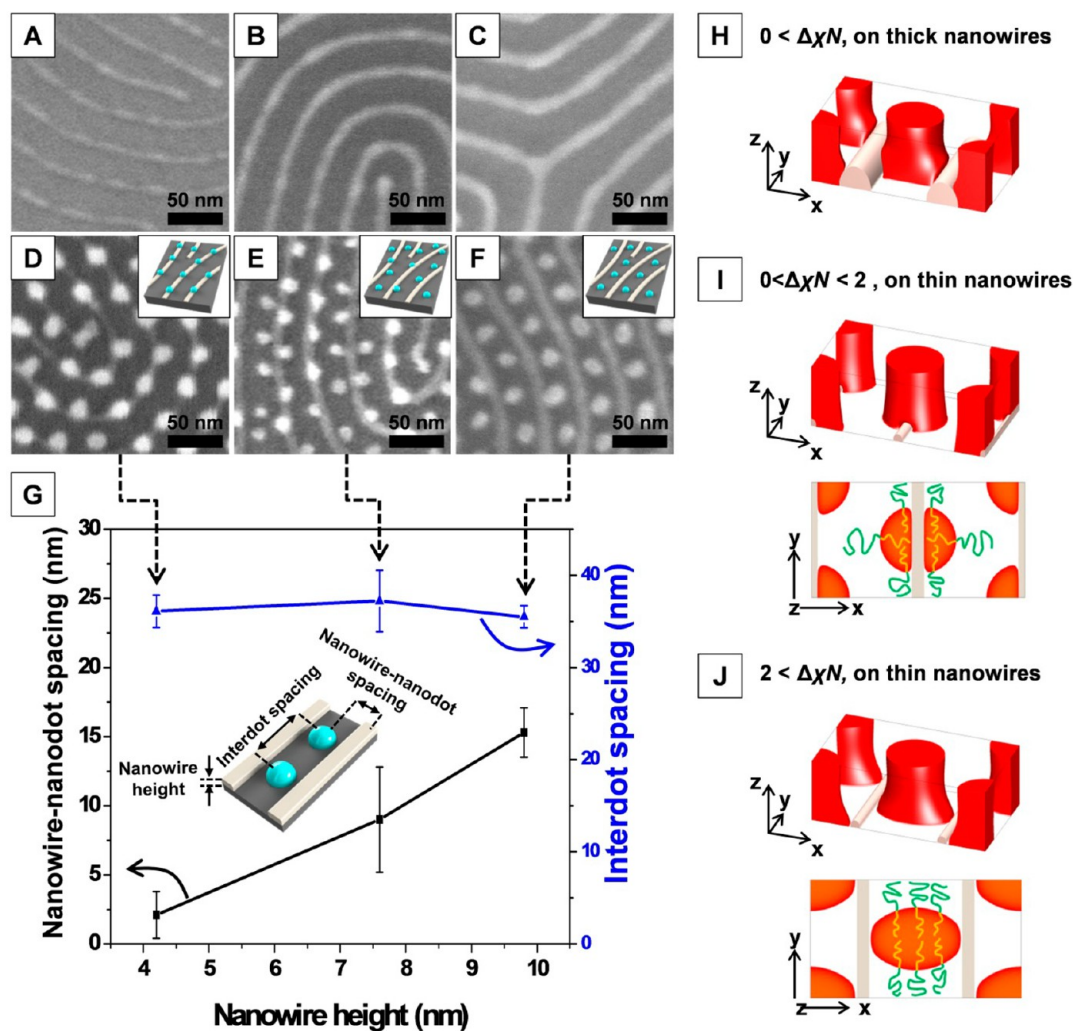 A
B
C
50 nm
50 nm
50 nm
D
E
F
50 nm
50 nm
50 nm
G
30
25
20
15
10
5
0
Nanowire-nanodot spacing (nm)
40
30
20
10
0
Interdot spacing (nm)
Nanowire-nanodot
spacing
Interdot spacing
Nanowire
height
4
5
6
7
8
9
10
Nanowire height (nm)
H
0 < ΔχN, on thick nanowires
z
y
x
I
0<ΔχN < 2 , on thin nanowires
z
y
x
y
z
x
J
2 < ΔχN, on thin nanowires
z
y
x
y
z
x